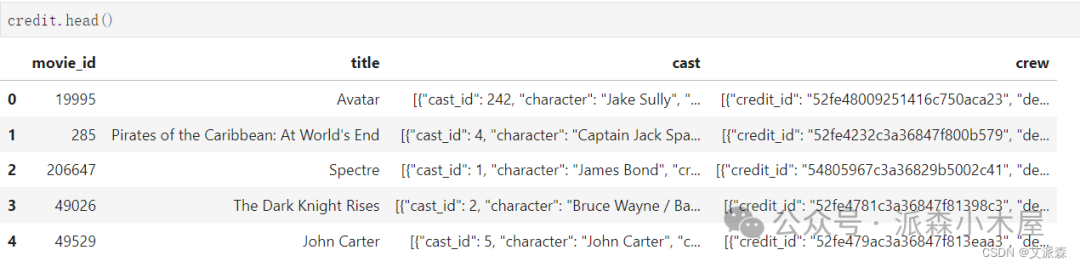 credit.head()
movie_id title cast crew
0 19995 Avatar [{"cast_id": 242, "character": "Jake Sully", "... [{"credit_id": "52fe48009251416c750aca23", "de...
1 285 Pirates of the Caribbean: At World's End [{"cast_id": 4, "character": "Captain Jack Spa... [{"credit_id": "52fe4232c3a36847f800b579", "de...
2 206647 Spectre [{"cast_id": 1, "character": "James Bond", "cr... [{"credit_id": "54805967c3a36829b5002c41", "de...
3 49026 The Dark Knight Rises [{"cast_id": 2, "character": "Bruce Wayne / Ba... [{"credit_id": "52fe4781c3a36847f81398c3", "de...
4 49529 John Carter [{"cast_id": 5, "character": "John Carter", "c... [{"credit_id": "52fe479ac3a36847f813eaa3", "de...
公众号 · 派森小木屋
CSDN @艾派森